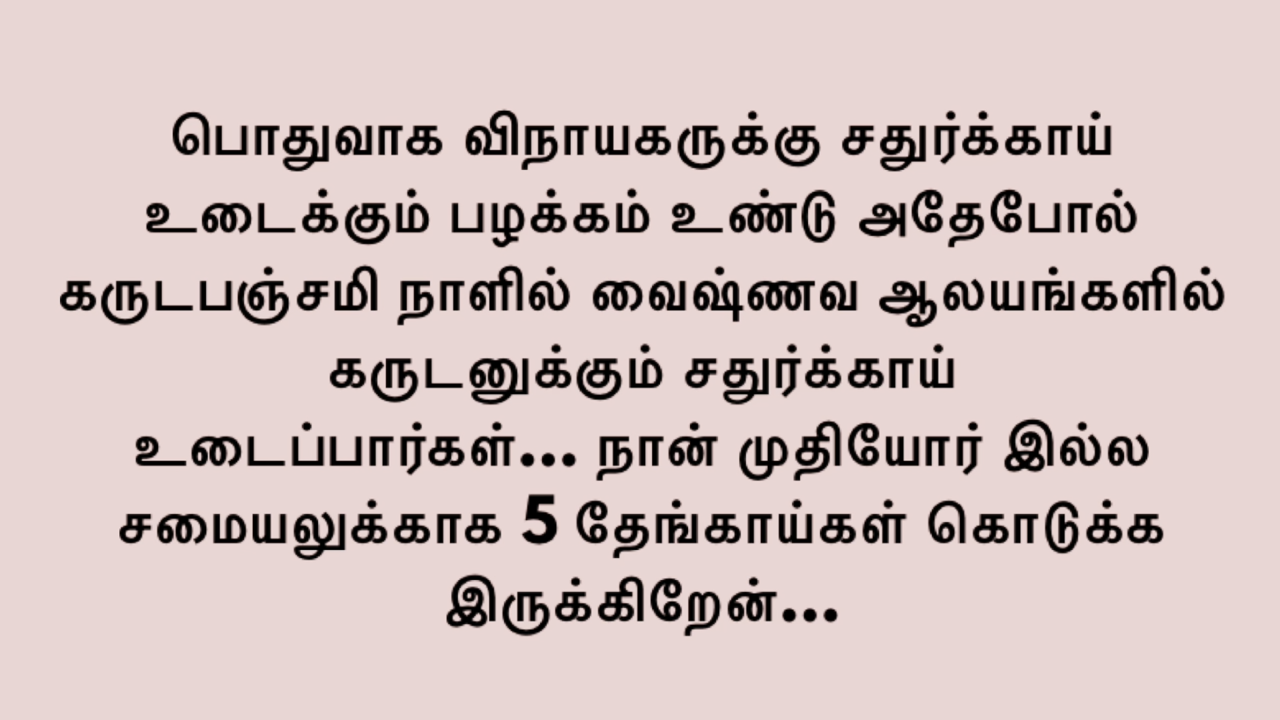 பொதுவாக விநாயகருக்கு சதுர்க்காய்
உடைக்கும் பழக்கம் உண்டு அதேபோல்
கருடபஞ்சமி நாளில் வைஷ்ணவ ஆலயங்களில்
கருடனுக்கும் சதுர்க்காய்
உடைப்பார்கள்... நான் முதியோர் இல்ல
சமையலுக்காக 5 தேங்காய்கள் கொடுக்க
இருக்கிறேன்...